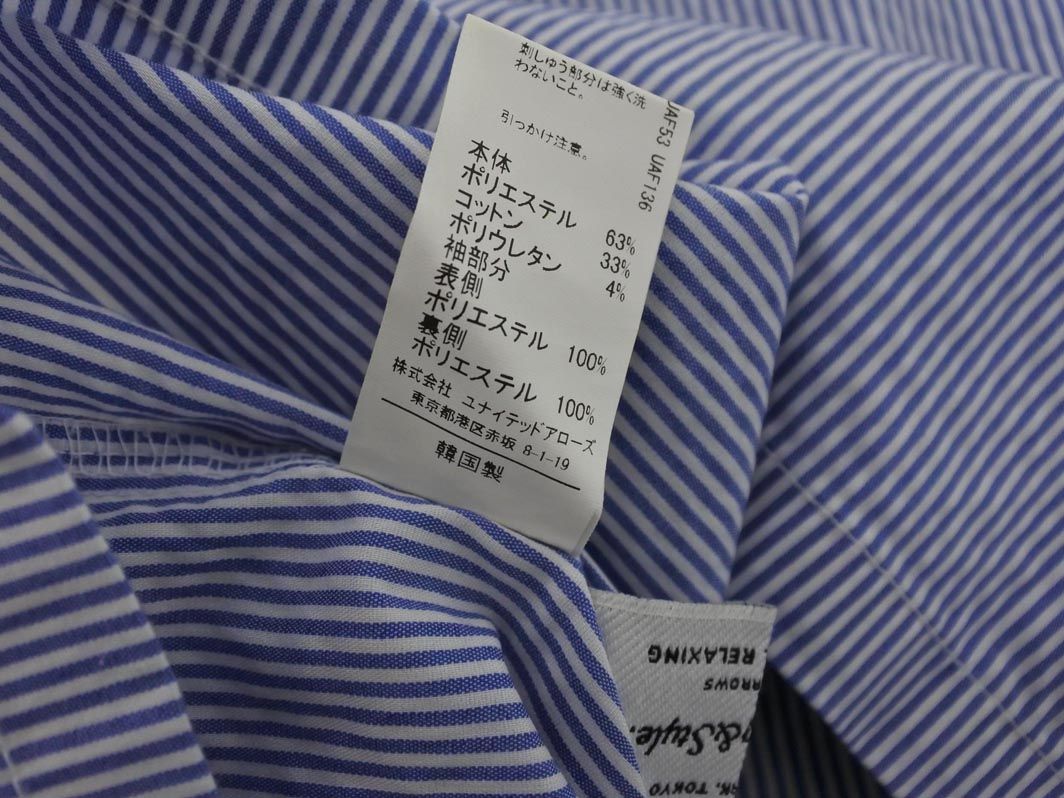 刺しゅう部分は強く洗
わないこと。
引っかけ注意。
本体
ポリエステル 63%
コットン 33%
ポリウレタン 4%
袖部分
表側
ポリエステル 100%
裏側
ポリエステル 100%
株式会社 ユナイテッドアローズ
東京都港区赤坂 8-1-19
韓国製
UAF53 UAF136
RELAXING
&Style.
TOKYO